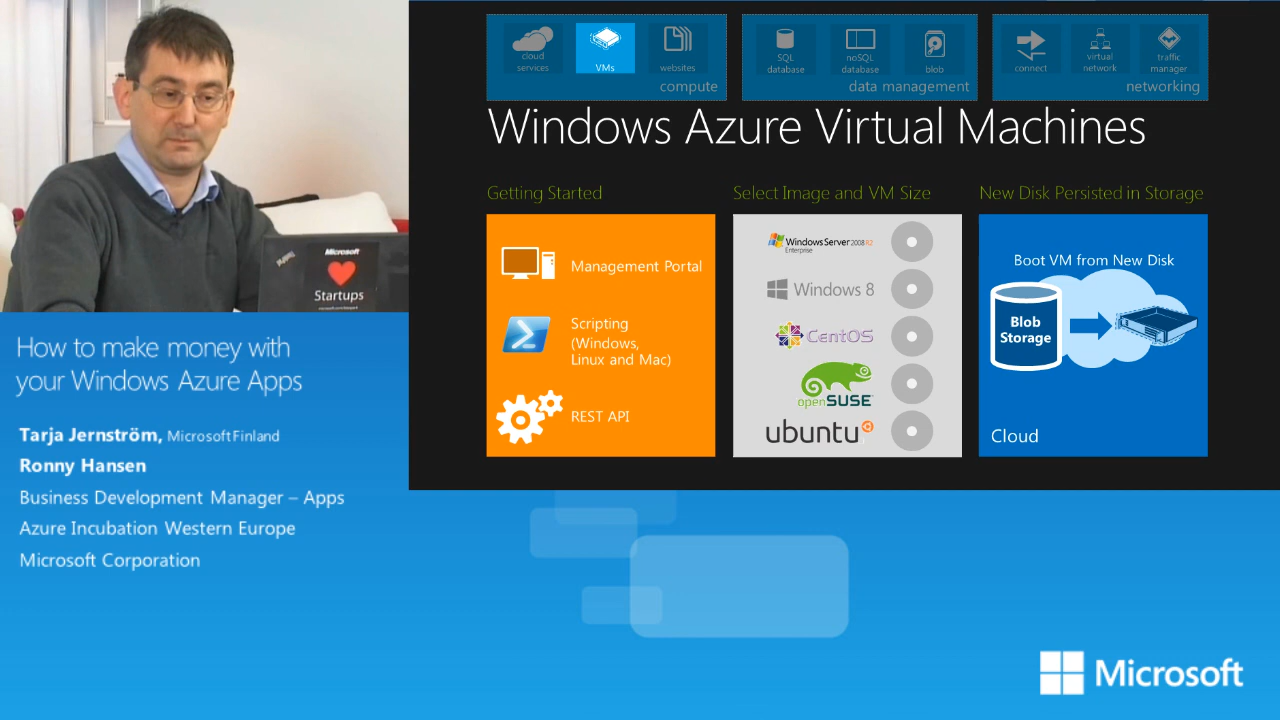 Microsoft
Startups
How to make money with
your Windows Azure Apps
Tarja Jernström, Microsoft Finland
Ronny Hansen
Business Development Manager – Apps
Azure Incubation Western Europe
Microsoft Corporation
cloud
services
VMs
websites
compute
SQL
database
noSQL
database
blob
data management
connect
virtual
network
traffic
manager
networking
Windows Azure Virtual Machines
Getting Started
Management Portal
Scripting
(Windows,
Linux and Mac)
REST API
Select Image and VM Size
Windows Server 2008 R2
Enterprise
Windows 8
CentOS
openSUSE
ubuntu
New Disk Persisted in Storage
Boot VM from New Disk
Blob
Storage
Cloud
Microsoft